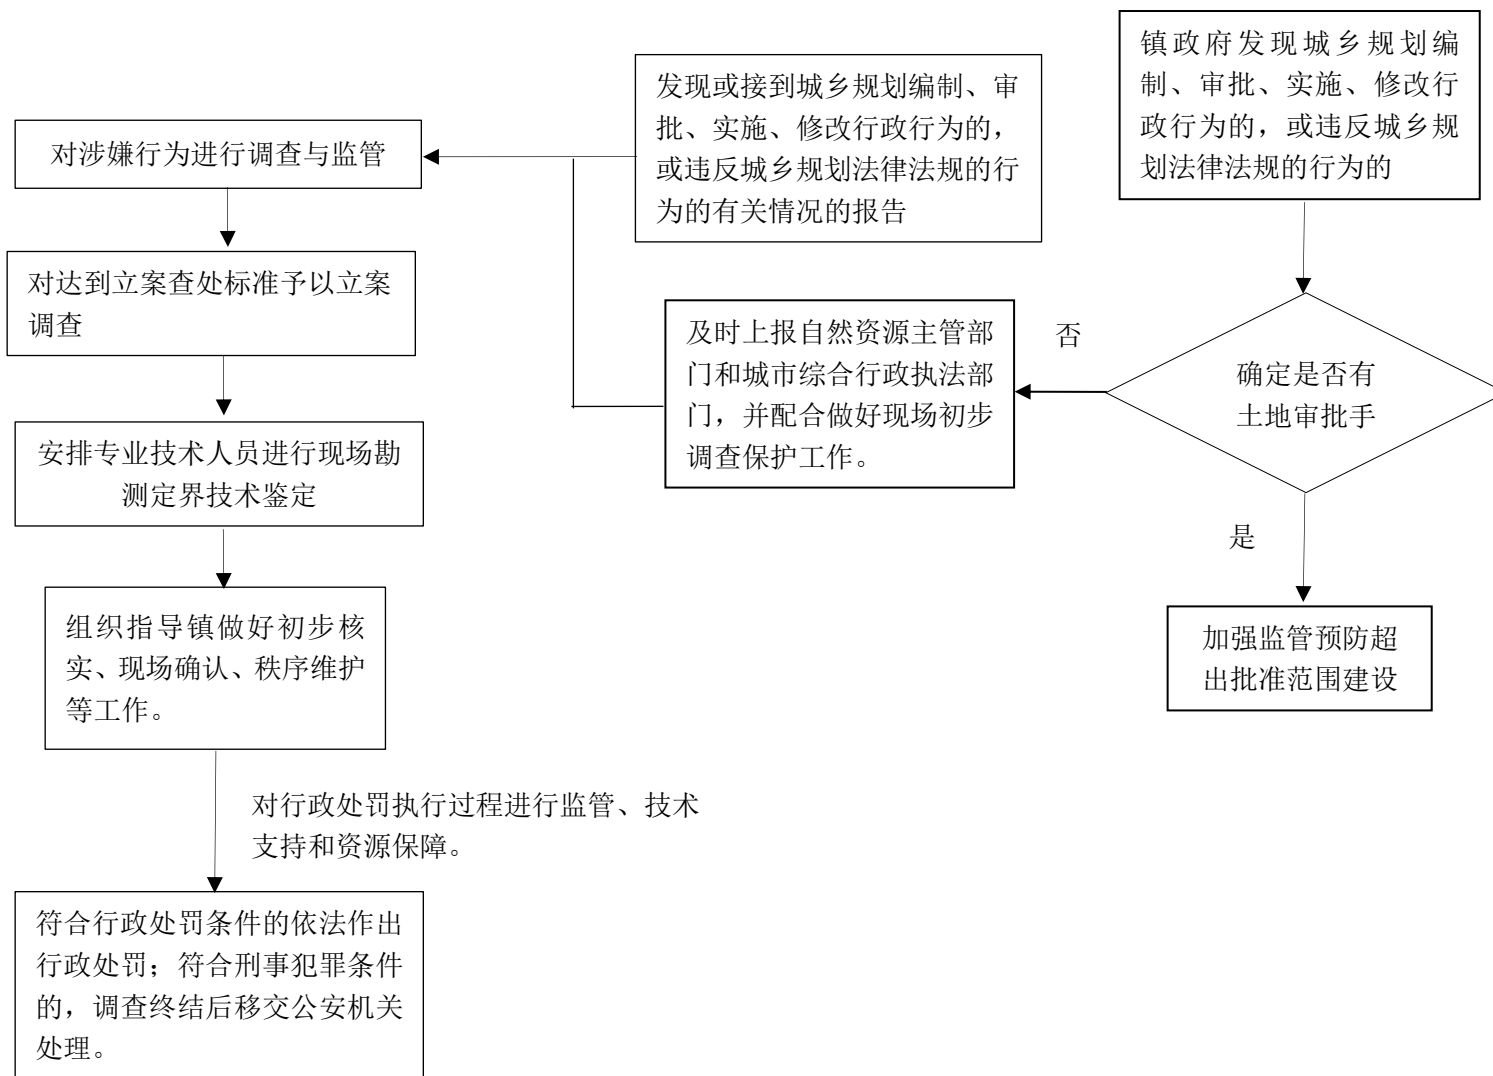 镇政府发现城乡规划编
制、审批、实施、修改行
政行为的，或违反城乡规
划法律法规的行为的
发现或接到城乡规划编制、审
批、实施、修改行政行为的，
或违反城乡规划法律法规的行
为的有关情况的报告
对涉嫌行为进行调查与监管
对达到立案查处标准予以立案
调查
及时上报自然资源主管部
门和城市综合行政执法部
门，并配合做好现场初步
调查保护工作。
否
确定是否有
土地审批手
安排专业技术人员进行现场勘
测定界技术鉴定
是
组织指导镇做好初步核
实、现场确认、秩序维护
等工作。
加强监管预防超
出批准范围建设
对行政处罚执行过程进行监管、技术
支持和资源保障。
符合行政处罚条件的依法作出
行政处罚；符合刑事犯罪条件
的，调查终结后移交公安机关
处理。